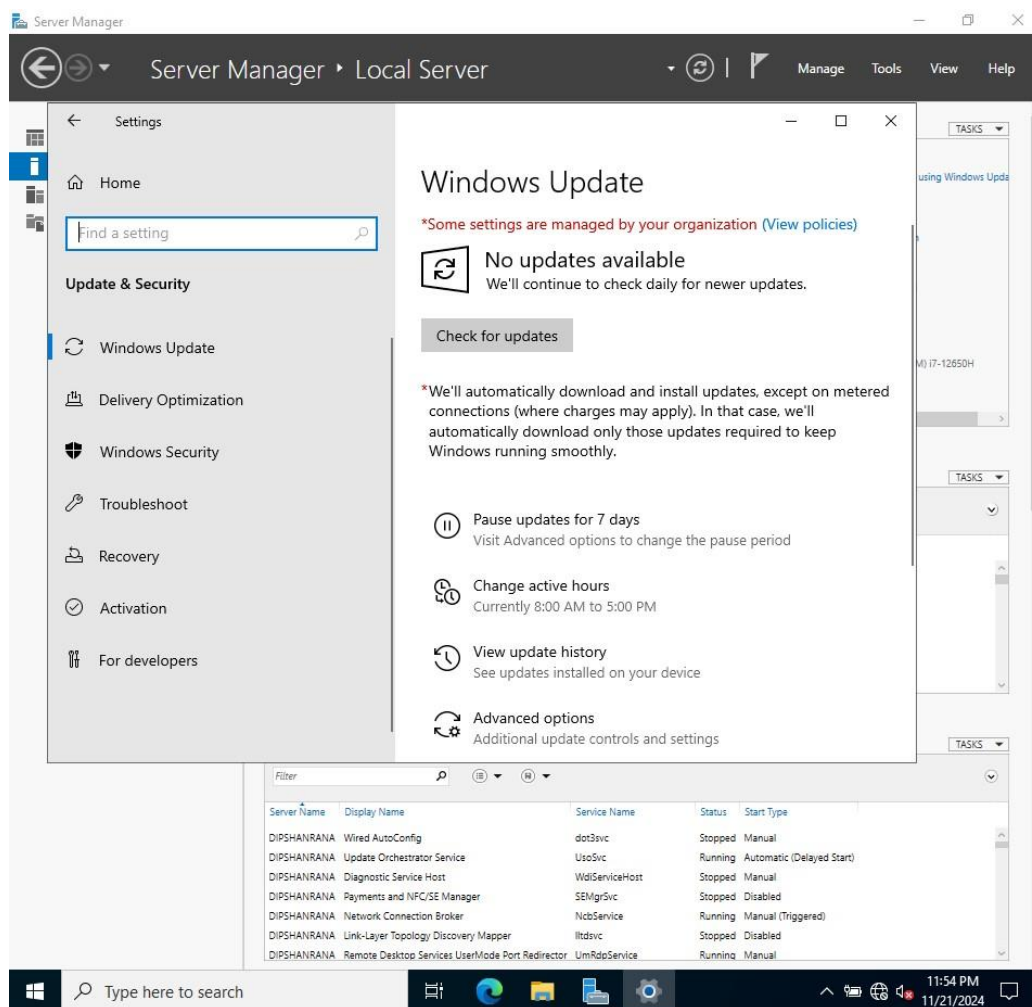 Server Manager
Server Manager ‣ Local Server
Manage Tools View Help
Settings
TASKS
Home
using Windows Upda
Windows Update
Find a setting
*Some settings are managed by your organization (View policies)
No updates available
We'll continue to check daily for newer updates.
Update & Security
Check for updates
Windows Update
M) i7-12650H
Delivery Optimization
*We'll automatically download and install updates, except on metered
connections (where charges may apply). In that case, we'll
automatically download only those updates required to keep
Windows running smoothly.
Windows Security
TASKS
Troubleshoot
Pause updates for 7 days
Visit Advanced options to change the pause period
Recovery
Change active hours
Currently 8:00 AM to 5:00 PM
Activation
View update history
See updates installed on your device
For developers
Advanced options
Additional update controls and settings
TASKS
Filter
Server Name Display Name Service Name Status Start Type
DIPSHANRANA Wired AutoConfig dot3svc Stopped Manual
DIPSHANRANA Update Orchestrator Service UsoSvc Running Automatic (Delayed Start)
DIPSHANRANA Diagnostic Service Host WdiServiceHost Stopped Manual
DIPSHANRANA Payments and NFC/SE Manager SEMgrSvc Stopped Disabled
DIPSHANRANA Network Connection Broker NcbService Running Manual (Triggered)
DIPSHANRANA Link-Layer Topology Discovery Mapper lltdsvc Stopped Disabled
DIPSHANRANA Remote Desktop Services UserMode Port Redirector UmRdpService Running Manual
Type here to search
11:54 PM
11/21/2024